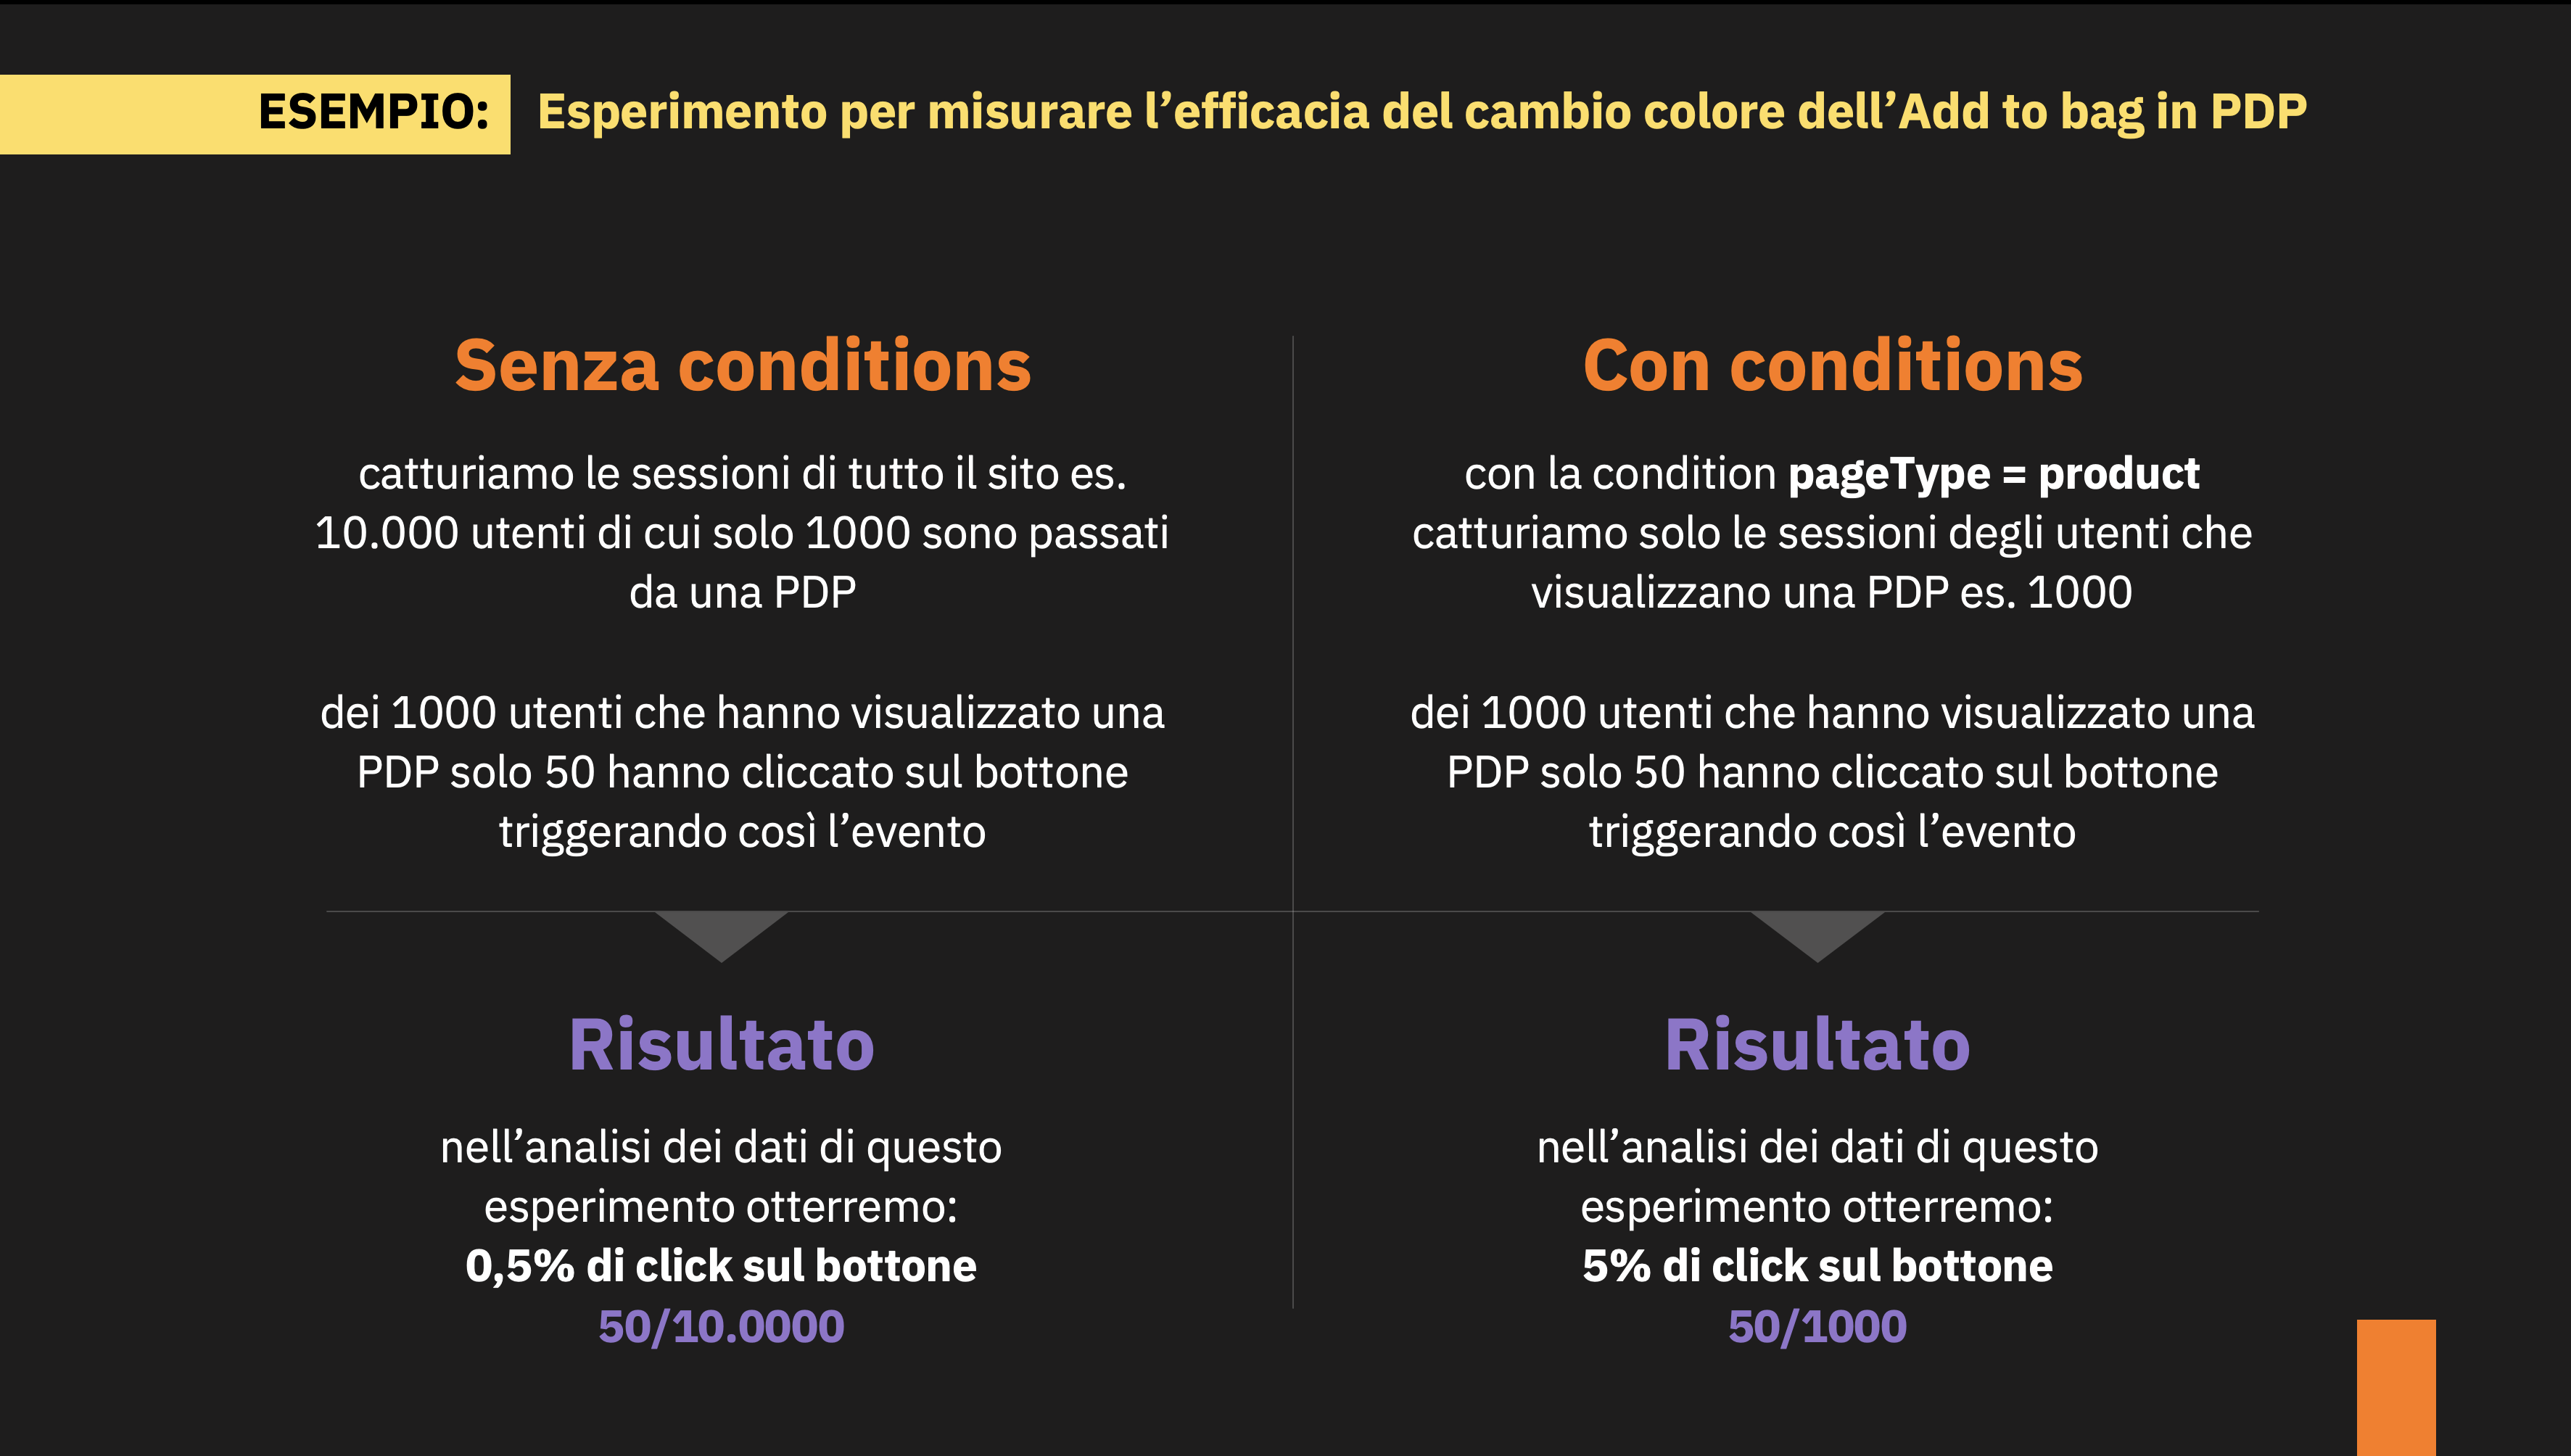 ESEMPIO: Esperimento per misurare l’efficacia del cambio colore dell’Add to bag in PDP
Senza conditions
catturiamo le sessioni di tutto il sito es.
10.000 utenti di cui solo 1000 sono passati
da una PDP
dei 1000 utenti che hanno visualizzato una
PDP solo 50 hanno cliccato sul bottone
triggerando così l’evento
Risultato
nell’analisi dei dati di questo
esperimento otterremo:
0,5% di click sul bottone
50/10.0000
Con conditions
con la condition pageType = product
catturiamo solo le sessioni degli utenti che
visualizzano una PDP es. 1000
dei 1000 utenti che hanno visualizzato una
PDP solo 50 hanno cliccato sul bottone
triggerando così l’evento
Risultato
nell’analisi dei dati di questo
esperimento otterremo:
5% di click sul bottone
50/1000